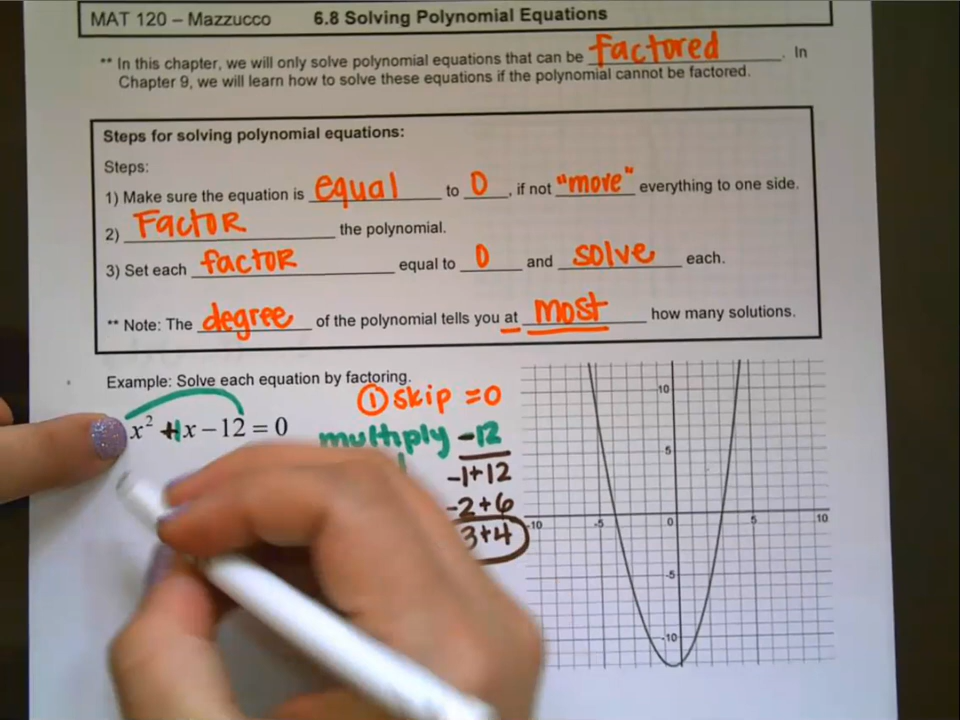 MAT 120 – Mazzucco 6.8 Solving Polynomial Equations
** In this chapter, we will only solve polynomial equations that can be factored. In
Chapter 9, we will learn how to solve these equations if the polynomial cannot be factored.
Steps for solving polynomial equations:
Steps:
1) Make sure the equation is equal to 0, if not "move" everything to one side.
2) FactoR the polynomial.
3) Set each factoR equal to 0 and solve each.
** Note: The degree of the polynomial tells you at most how many solutions.
Example: Solve each equation by factoring.
① skip =0
x² +1x – 12 = 0
multiply -12
-1+12
-2+6
3+4
10
5
-10 -5 0 5 10
-5
-10